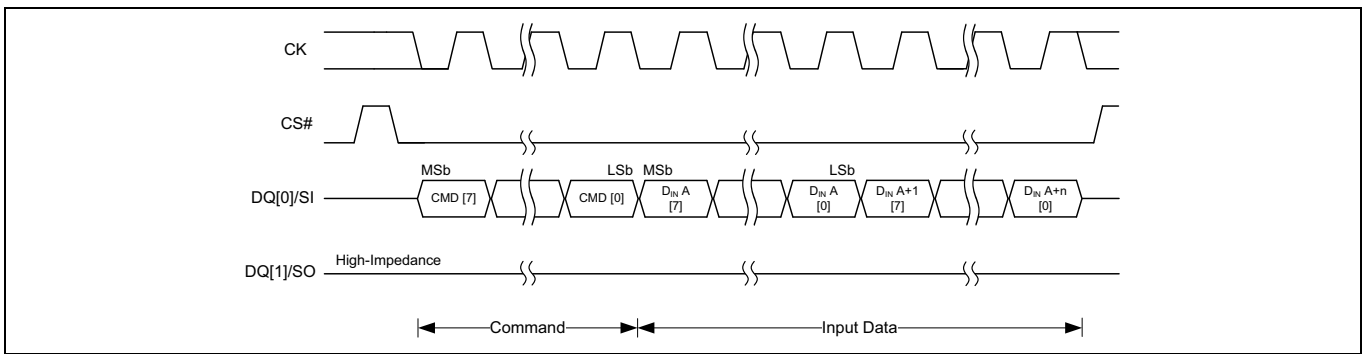 CK
CS#
MSb LSb MSb LSb
DQ[0]/SI CMD [7] CMD [0] DIN A [7] DIN A [0] DIN A+1 [7] DIN A+n [0]
High-Impedance
DQ[1]/SO
Command Input Data